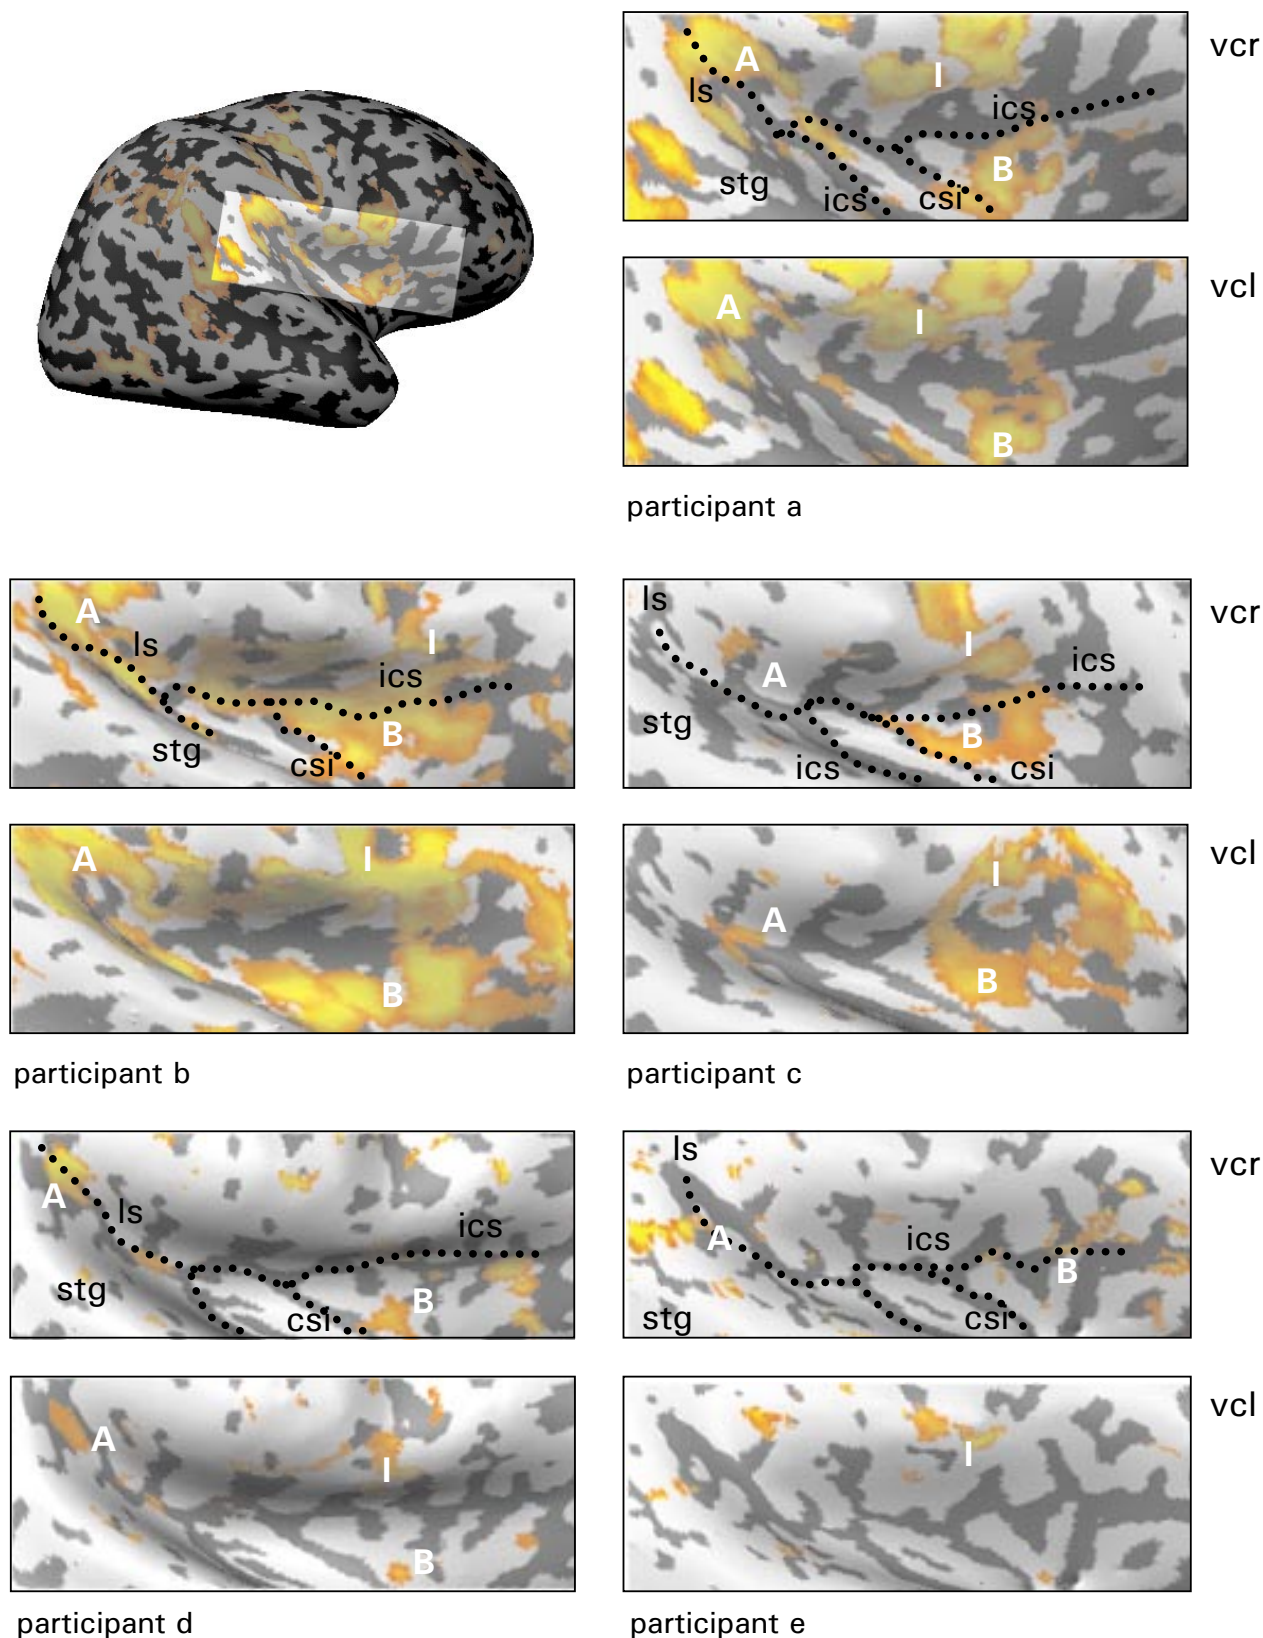 vcr
A
I
ls
ics
B
stg
ics
csi
vcl
A
I
B
participant a
A
I
ls
ics
B
stg
csi
vcr
ls
I
ics
A
stg
B
ics
csi
A
I
B
vcl
I
A
B
participant b
participant c
A
ls
ics
stg
B
csi
vcr
ls
A
ics
B
stg
csi
A
I
B
vcl
I
participant d
participant e